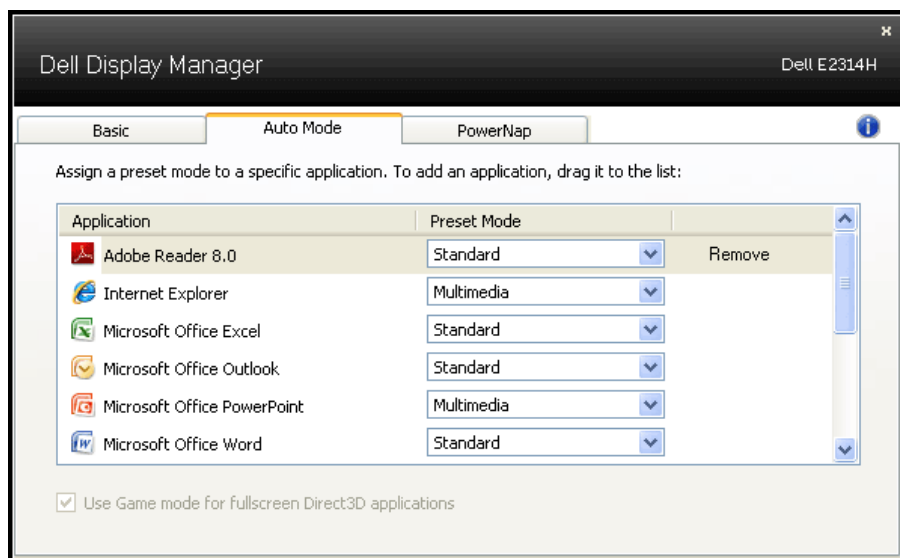 Dell Display Manager
Dell E2314H
Basic Auto Mode PowerNap
Assign a preset mode to a specific application. To add an application, drag it to the list:
Application Preset Mode
Adobe Reader 8.0 Standard Remove
Internet Explorer Multimedia
Microsoft Office Excel Standard
Microsoft Office Outlook Standard
Microsoft Office PowerPoint Multimedia
Microsoft Office Word Standard
Use Game mode for fullscreen Direct3D applications